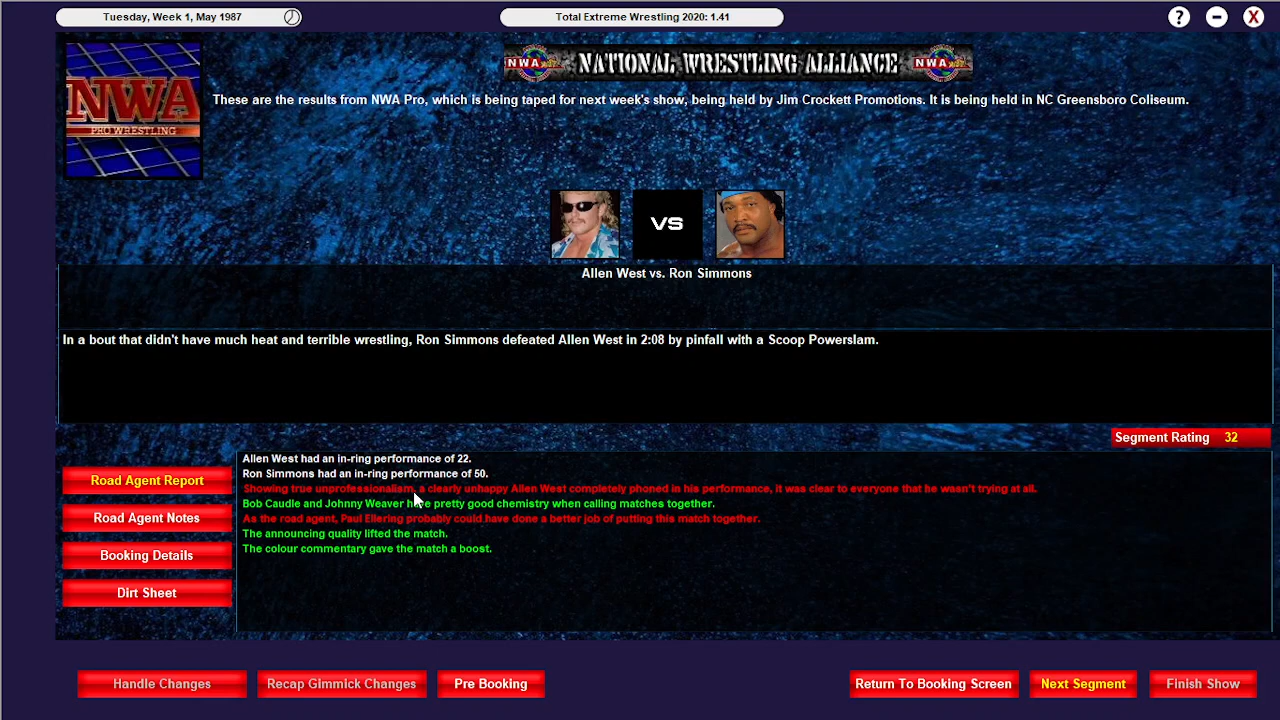 Tuesday, Week 1, May 1987
Total Extreme Wrestling 2020: 1.41
?
X
NWA
PRO WRESTLING
NWA NATIONAL WRESTLING ALLIANCE NWA
These are the results from NWA Pro, which is being taped for next week's show, being held by Jim Crockett Promotions. It is being held in NC Greensboro Coliseum.
VS
Allen West vs. Ron Simmons
In a bout that didn't have much heat and terrible wrestling, Ron Simmons defeated Allen West in 2:08 by pinfall with a Scoop Powerslam.
Segment Rating 32
Road Agent Report
Road Agent Notes
Booking Details
Dirt Sheet
Allen West had an in-ring performance of 22.
Ron Simmons had an in-ring performance of 50.
Showing true unprofessionalism, a clearly unhappy Allen West completely phoned in his performance, it was clear to everyone that he wasn't trying at all.
Bob Caudle and Johnny Weaver have pretty good chemistry when calling matches together.
As the road agent, Paul Ellering probably could have done a better job of putting this match together.
The announcing quality lifted the match.
The colour commentary gave the match a boost.
Handle Changes
Recap Gimmick Changes
Pre Booking
Return To Booking Screen
Next Segment
Finish Show